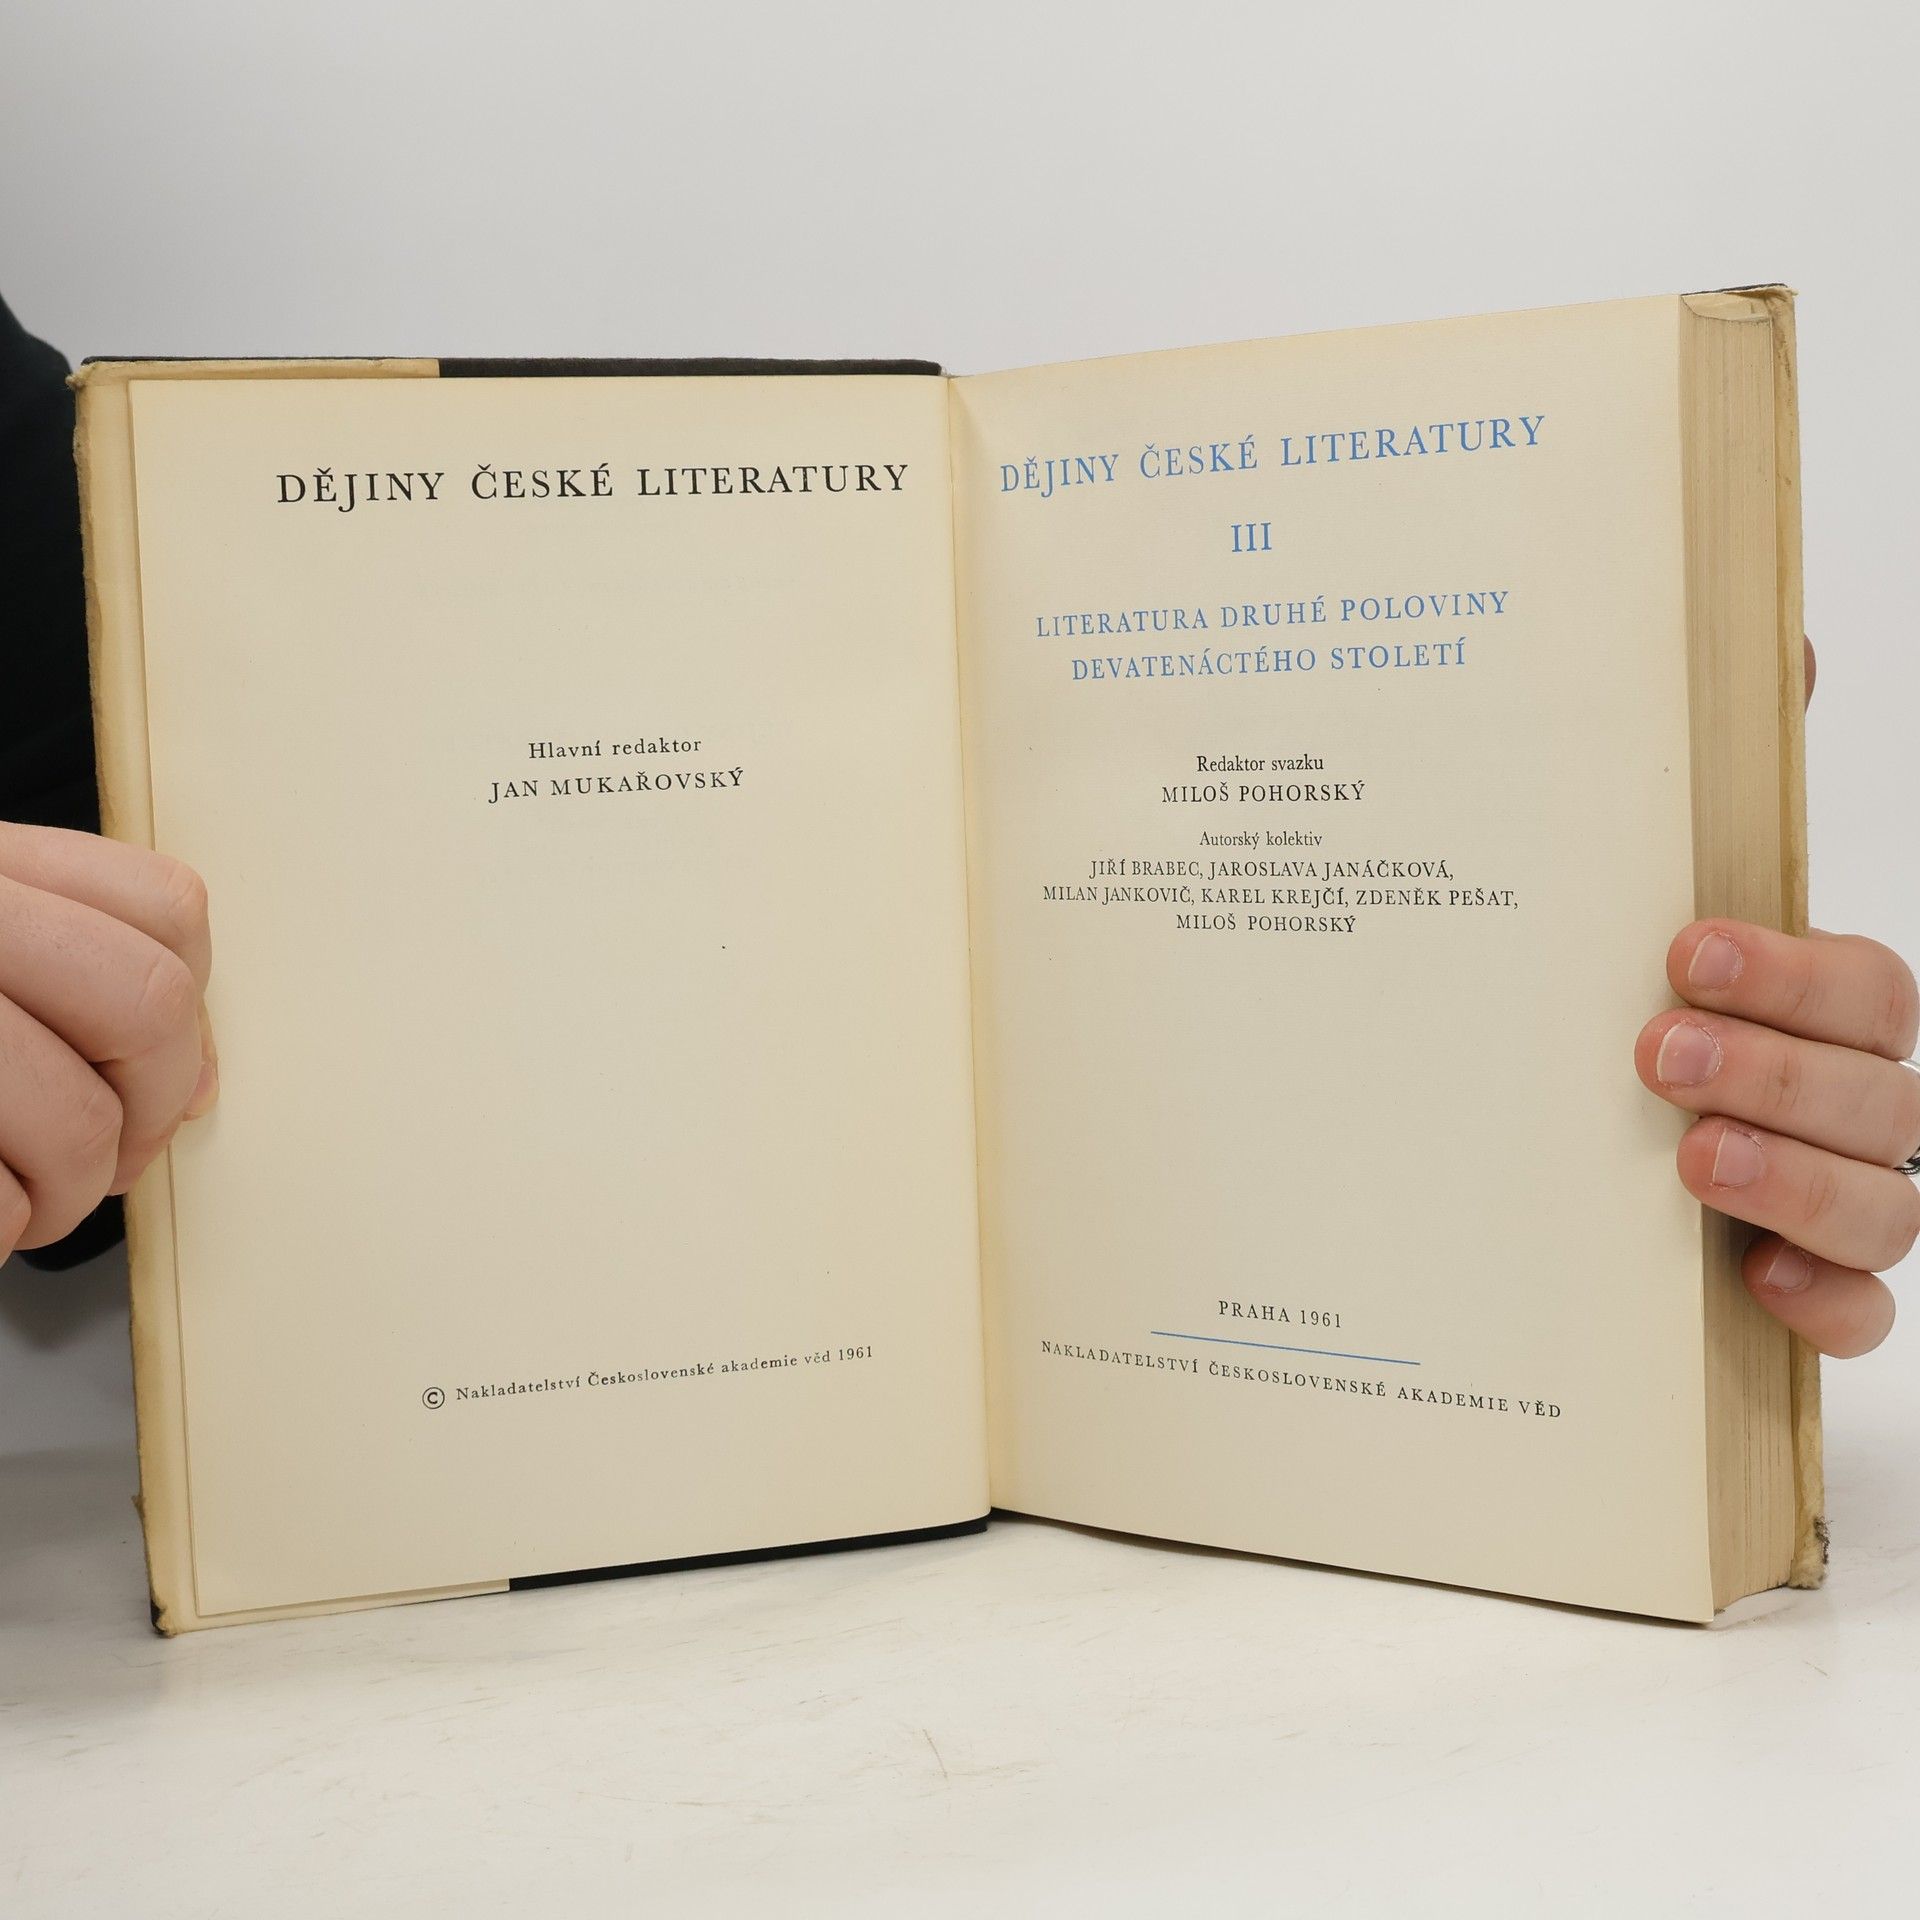 DĚJINY ČESKÉ LITERATURY
Hlavní redaktor
JAN MUKAŘOVSKÝ
© Nakladatelství Československé akademie věd 1961
DĚJINY ČESKÉ LITERATURY
III
LITERATURA DRUHÉ POLOVINY
DEVATENÁCTÉHO STOLETÍ
Redaktor svazku
MILOŠ POHORSKÝ
Autorský kolektiv
JIŘÍ BRABEC, JAROSLAVA JANÁČKOVÁ,
MILAN JANKOVIČ, KAREL KREJČÍ, ZDENĚK PEŠAT,
MILOŠ POHORSKÝ
PRAHA 1961
NAKLADATELSTVÍ ČESKOSLOVENSKÉ AKADEMIE VĚD